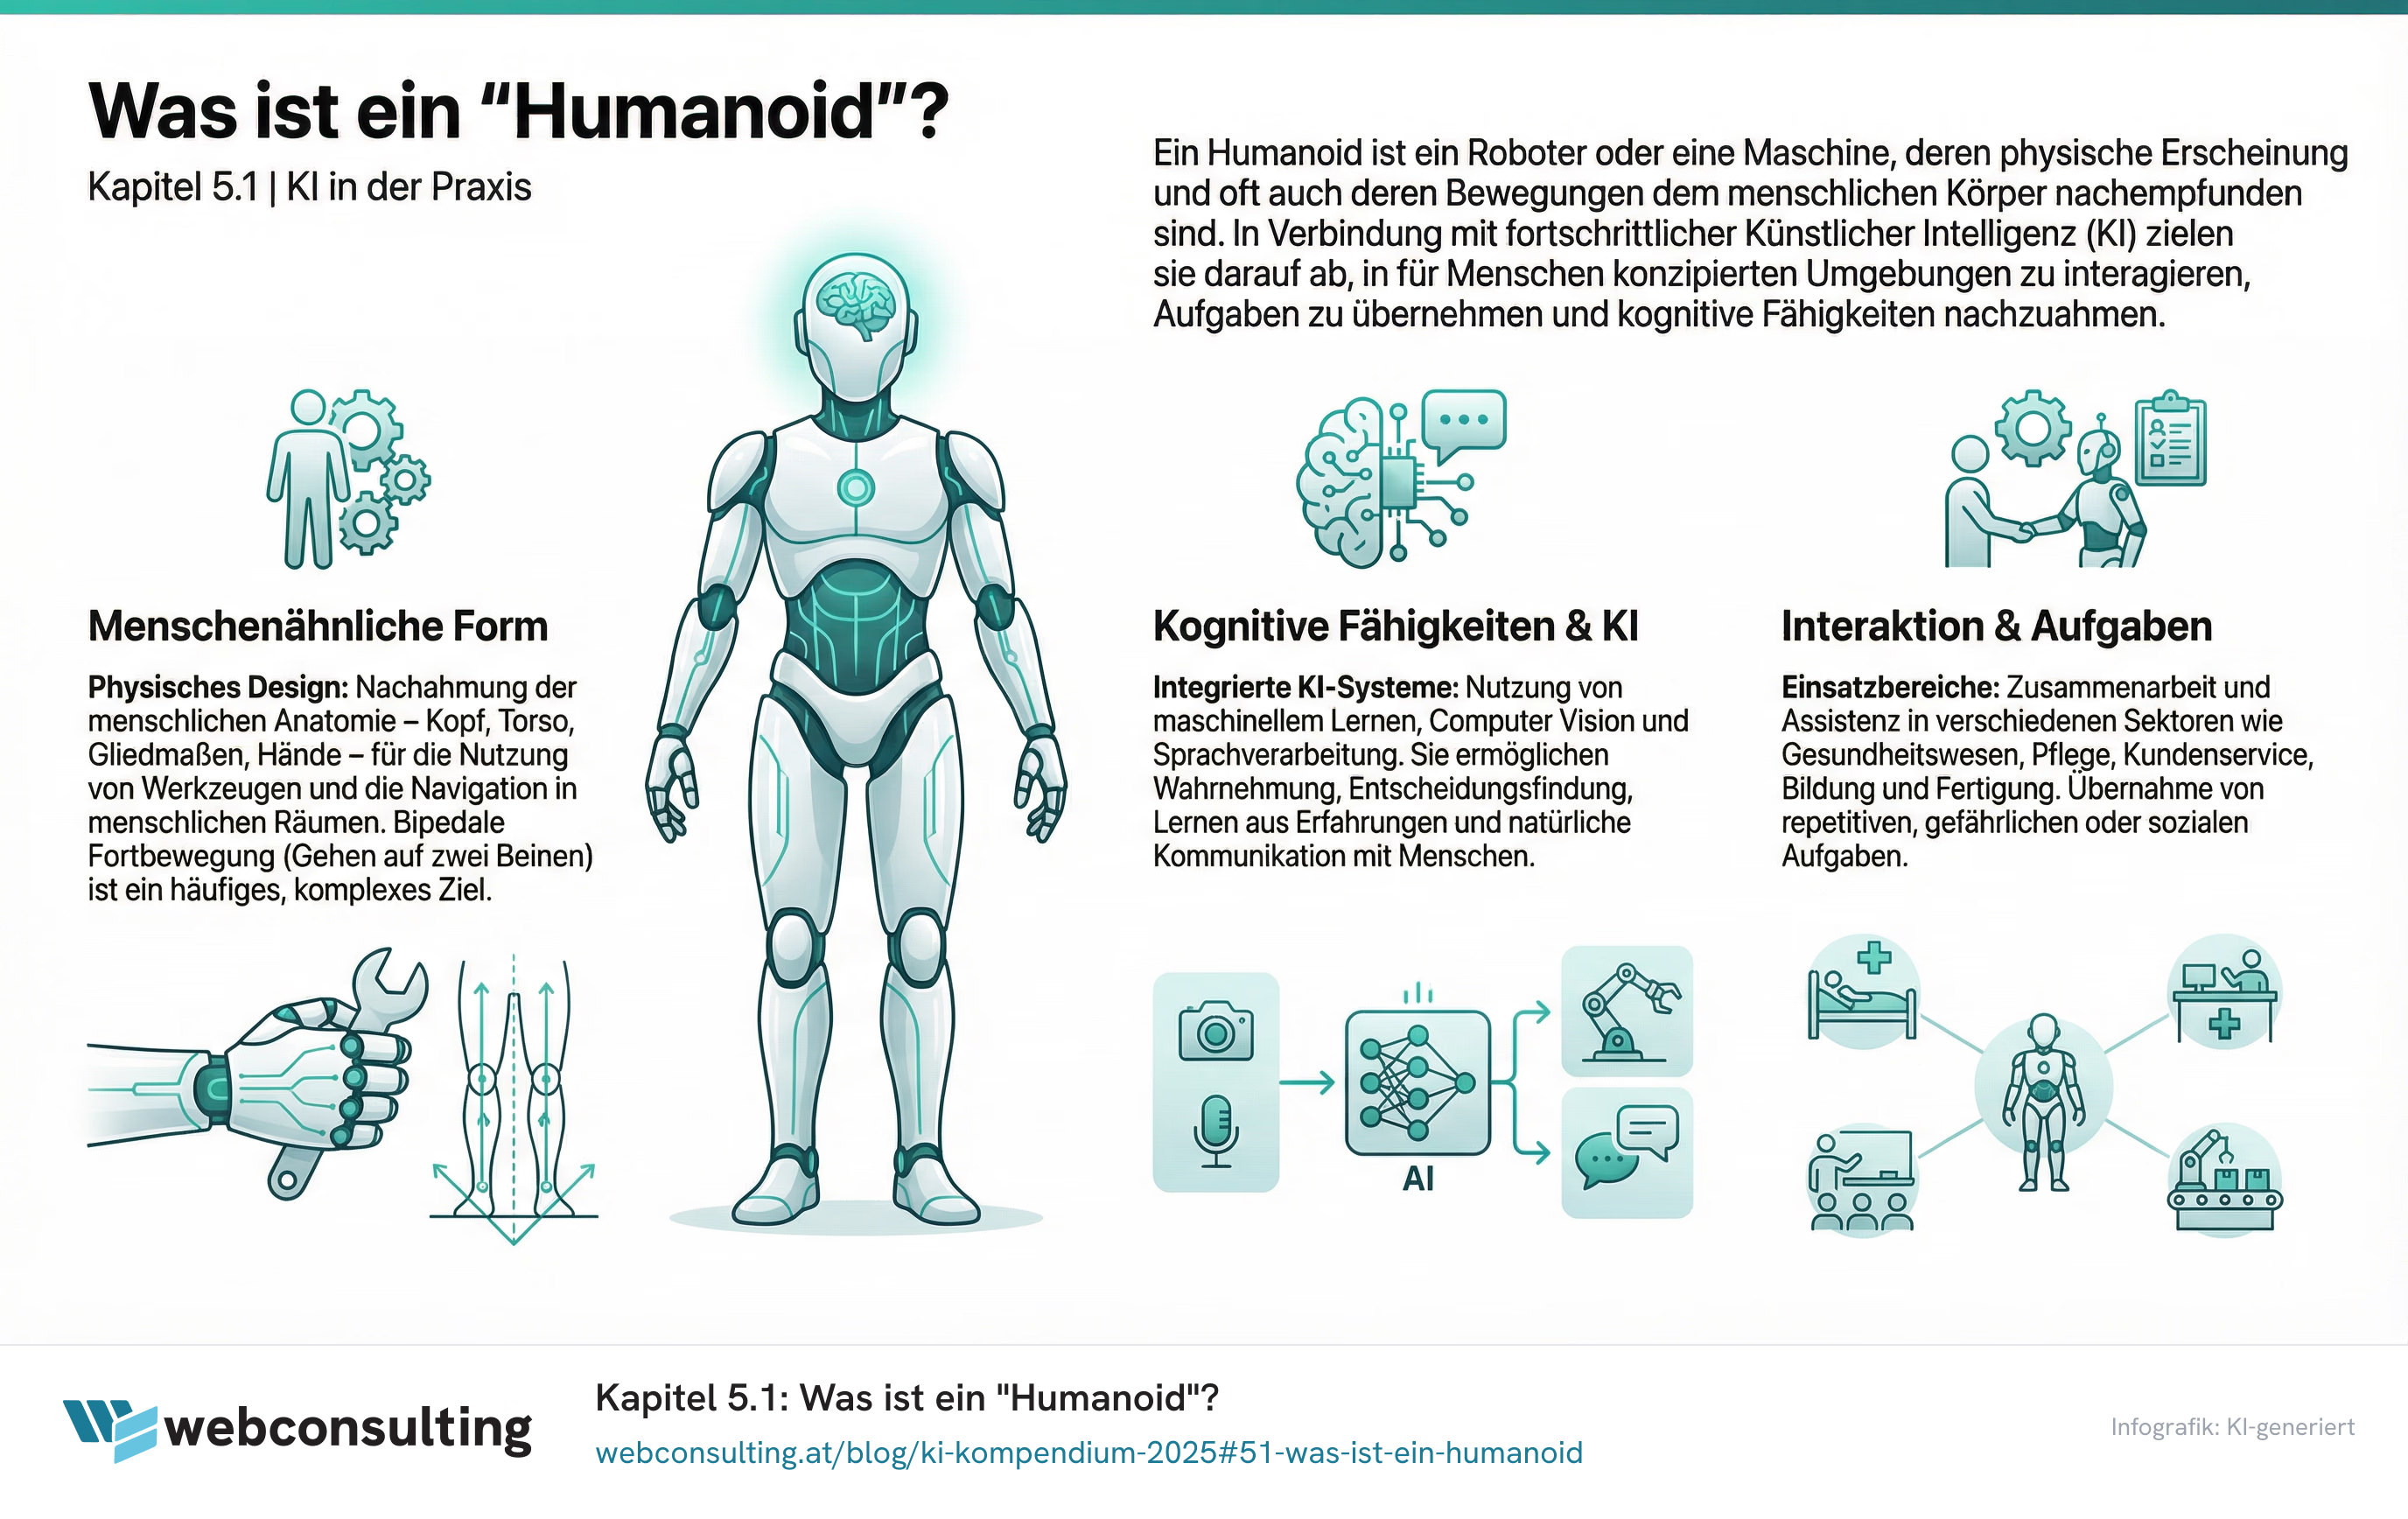 Was ist ein “Humanoid”?
Kapitel 5.1 | KI in der Praxis
Ein Humanoid ist ein Roboter oder eine Maschine, deren physische Erscheinung
und oft auch deren Bewegungen dem menschlichen Körper nachempfunden
sind. In Verbindung mit fortschrittlicher Künstlicher Intelligenz (KI) zielen
sie darauf ab, in für Menschen konzipierten Umgebungen zu interagieren,
Aufgaben zu übernehmen und kognitive Fähigkeiten nachzuahmen.
Menschenähnliche Form
Physisches Design: Nachahmung der
menschlichen Anatomie – Kopf, Torso,
Gliedmaßen, Hände – für die Nutzung
von Werkzeugen und die Navigation in
menschlichen Räumen. Bipedale
Fortbewegung (Gehen auf zwei Beinen)
ist ein häufiges, komplexes Ziel.
Kognitive Fähigkeiten & KI
Integrierte KI-Systeme: Nutzung von
maschinellem Lernen, Computer Vision und
Sprachverarbeitung. Sie ermöglichen
Wahrnehmung, Entscheidungsfindung,
Lernen aus Erfahrungen und natürliche
Kommunikation mit Menschen.
AI
Interaktion & Aufgaben
Einsatzbereiche: Zusammenarbeit und
Assistenz in verschiedenen Sektoren wie
Gesundheitswesen, Pflege, Kundenservice,
Bildung und Fertigung. Übernahme von
repetitiven, gefährlichen oder sozialen
Aufgaben.
webconsulting
Kapitel 5.1: Was ist ein "Humanoid"?
webconsulting.at/blog/ki-kompendium-2025#51-was-ist-ein-humanoid
Infografik: KI-generiert